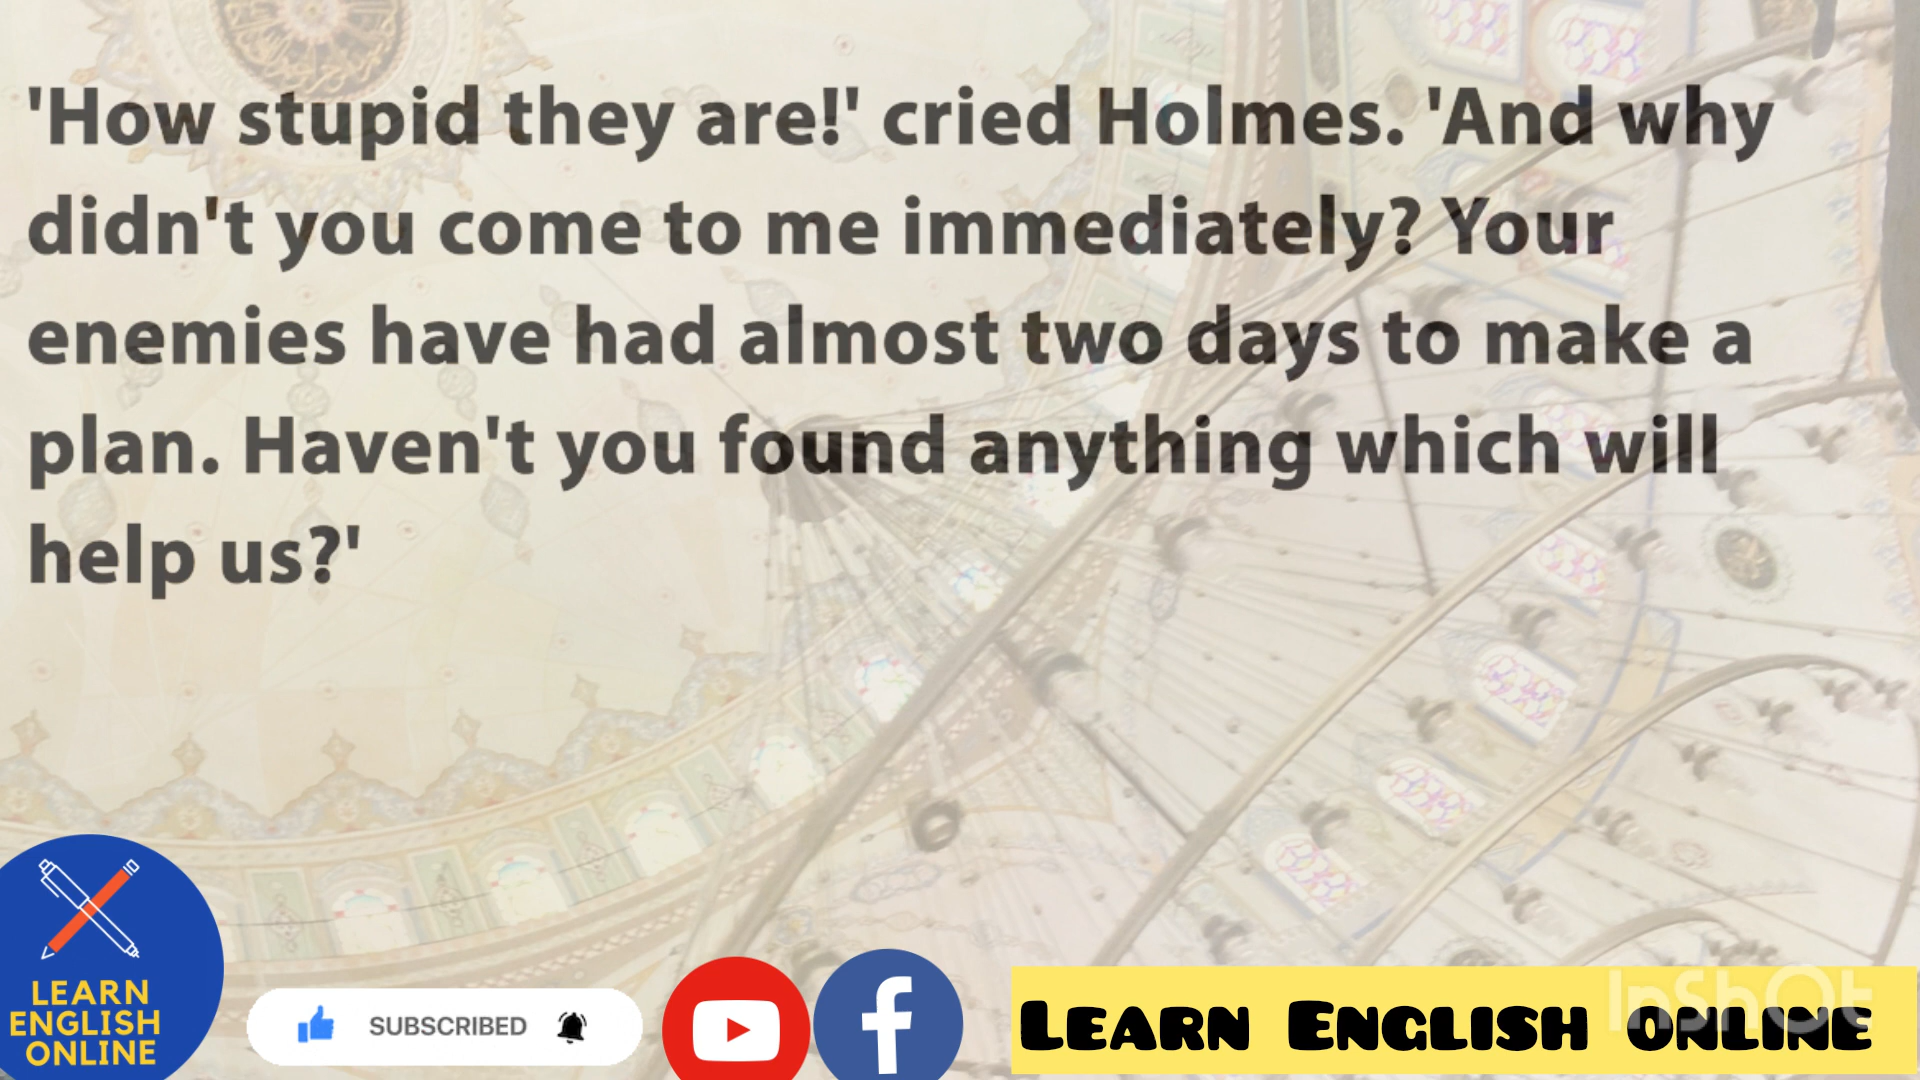 'How stupid they are!' cried Holmes. 'And why
didn't you come to me immediately? Your
enemies have had almost two days to make a
plan. Haven't you found anything which will
help us?'
LEARN
ENGLISH
ONLINE
SUBSCRIBED
LEARN ENGLISH ONLINE
InShOt